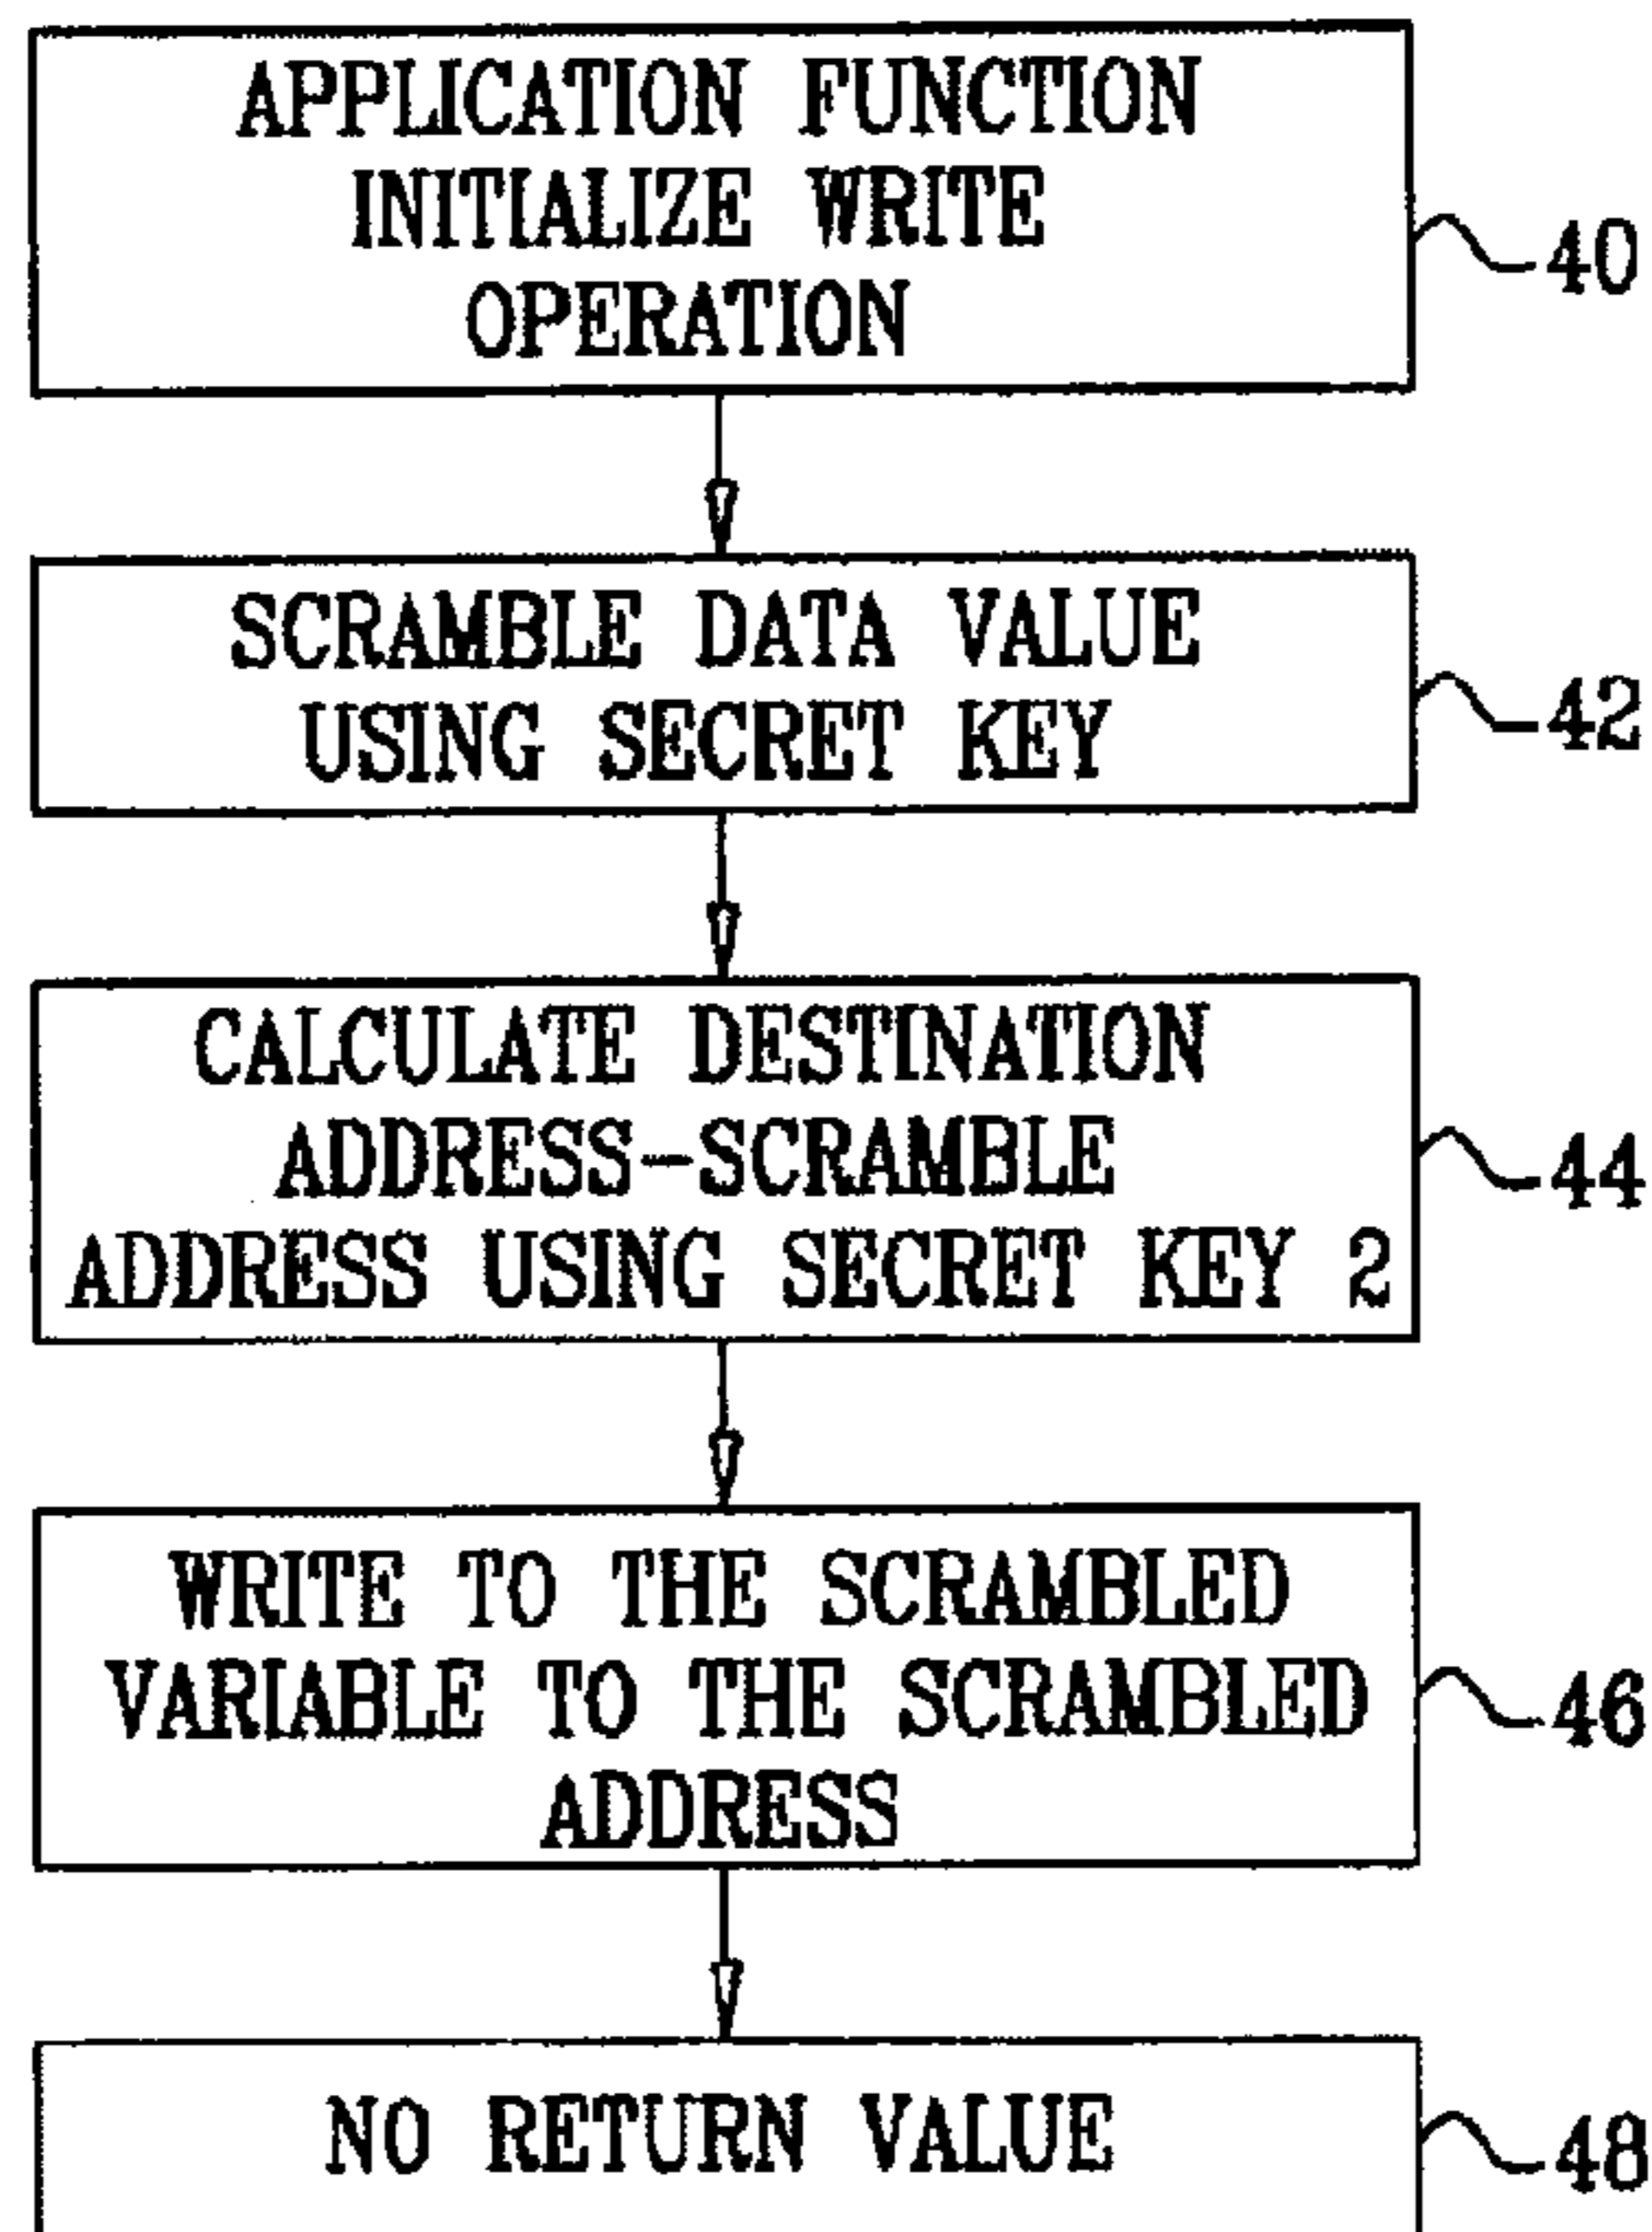 APPLICATION FUNCTION
INITIALIZE WRITE
OPERATION
40
SCRAMBLE DATA VALUE
USING SECRET KEY
42
CALCULATE DESTINATION
ADDRESS-SCRAMBLE
ADDRESS USING SECRET KEY 2
44
WRITE TO THE SCRAMBLED
VARIABLE TO THE SCRAMBLED
ADDRESS
46
NO RETURN VALUE
48